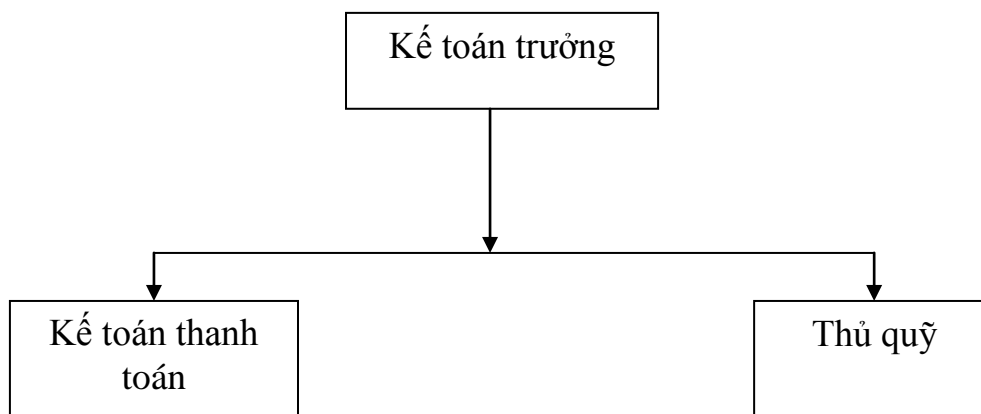 Kế toán trưởng
Kế toán thanh
toán
Thủ quỹ